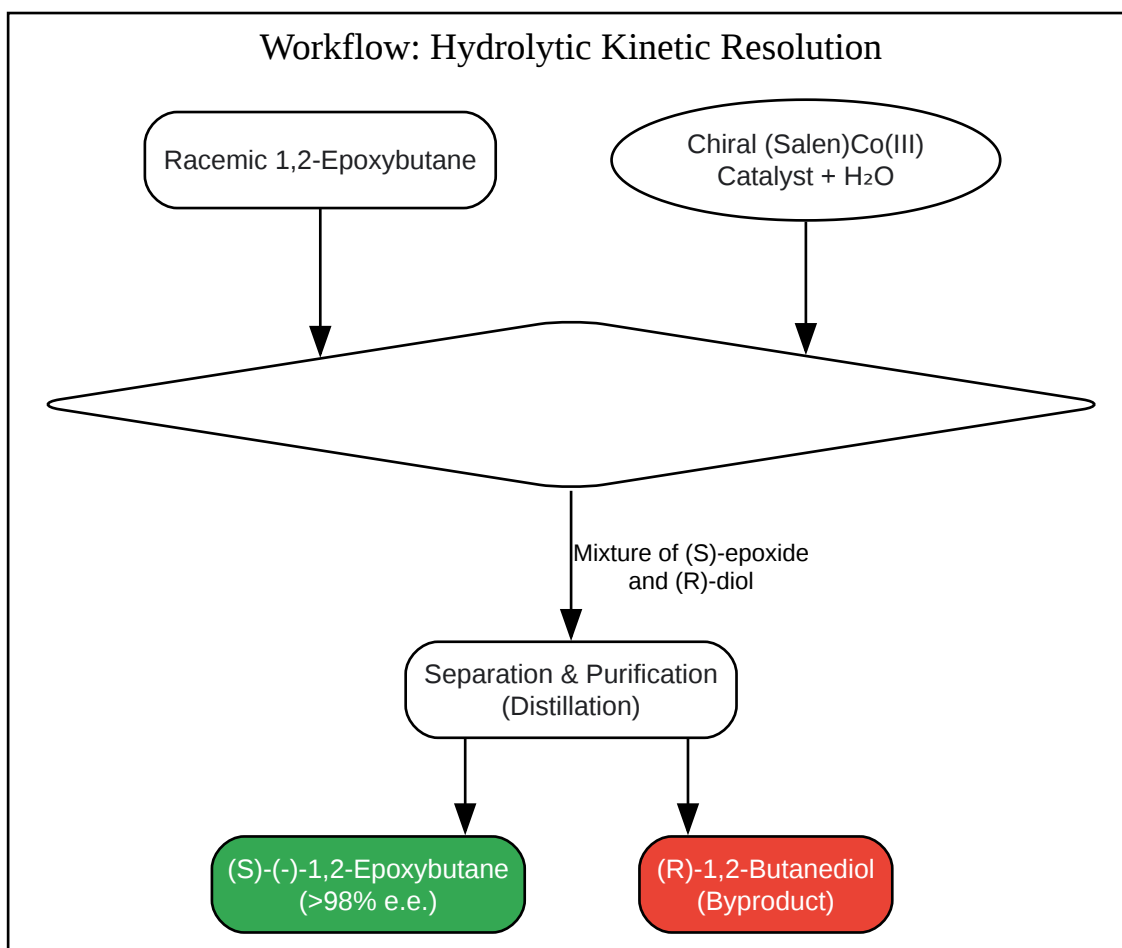 Workflow: Hydrolytic Kinetic Resolution
Racemic 1,2-Epoxybutane
Chiral (Salen)Co(III)
Catalyst + H₂O
Mixture of (S)-epoxide
and (R)-diol
Separation & Purification
(Distillation)
(S)-(-)-1,2-Epoxybutane
(>98% e.e.)
(R)-1,2-Butanediol
(Byproduct)